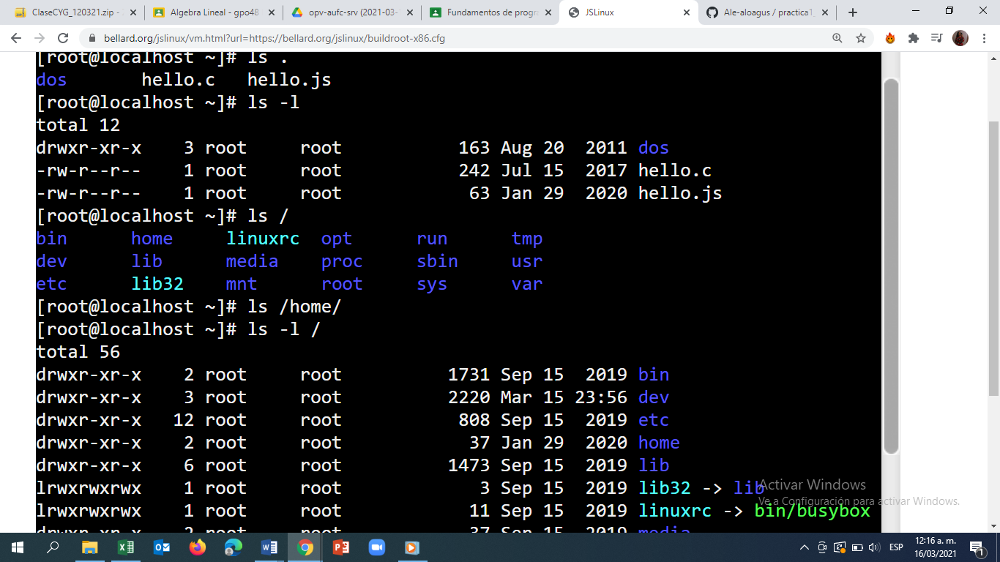 ClaseCYG_120321.zip -
Algebra Lineal - gpo48
opv-aufc-srv (2021-03-
Fundamentos de progra
JSLinux
Ale-aloagus / practica1_
bellard.org/jslinux/vm.html?url=https://bellard.org/jslinux/buildroot-x86.cfg
[root@localhost ~]# ls .
dos hello.c hello.js
[root@localhost ~]# ls -l
total 12
drwxr-xr-x 3 root root 163 Aug 20 2011 dos
-rw-r--r-- 1 root root 242 Jul 15 2017 hello.c
-rw-r--r-- 1 root root 63 Jan 29 2020 hello.js
[root@localhost ~]# ls /
bin home linuxrc opt run tmp
dev lib media proc sbin usr
etc lib32 mnt root sys var
[root@localhost ~]# ls /home/
[root@localhost ~]# ls -l /
total 56
drwxr-xr-x 2 root root 1731 Sep 15 2019 bin
drwxr-xr-x 3 root root 2220 Mar 15 23:56 dev
drwxr-xr-x 12 root root 808 Sep 15 2019 etc
drwxr-xr-x 2 root root 37 Jan 29 2020 home
drwxr-xr-x 6 root root 1473 Sep 15 2019 lib
lrwxrwxrwx 1 root root 3 Sep 15 2019 lib32 -> lib
Activar Windows
Ve a Configuración para activar Windows.
lrwxrwxrwx 1 root root 11 Sep 15 2019 linuxrc -> bin/busybox
drwxr-xr-x 2 root root 37 Sep 15 2019 media
ESP
12:16 a. m.
16/03/2021
1